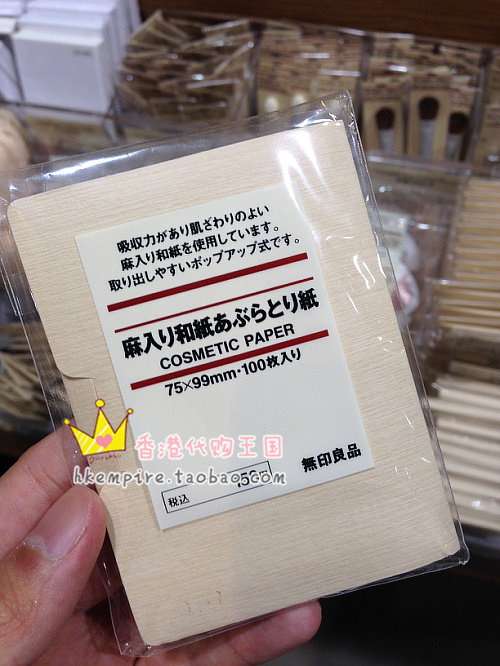 吸収力があり肌ざわりのよい
麻入り和紙を使用しています。
取り出しやすいポップアップ式です。
麻入り和紙あぶらとり紙
COSMETIC PAPER
75×99mm・100枚入り
香港代购王国
hkempire.taobao.com
税込
無印良品